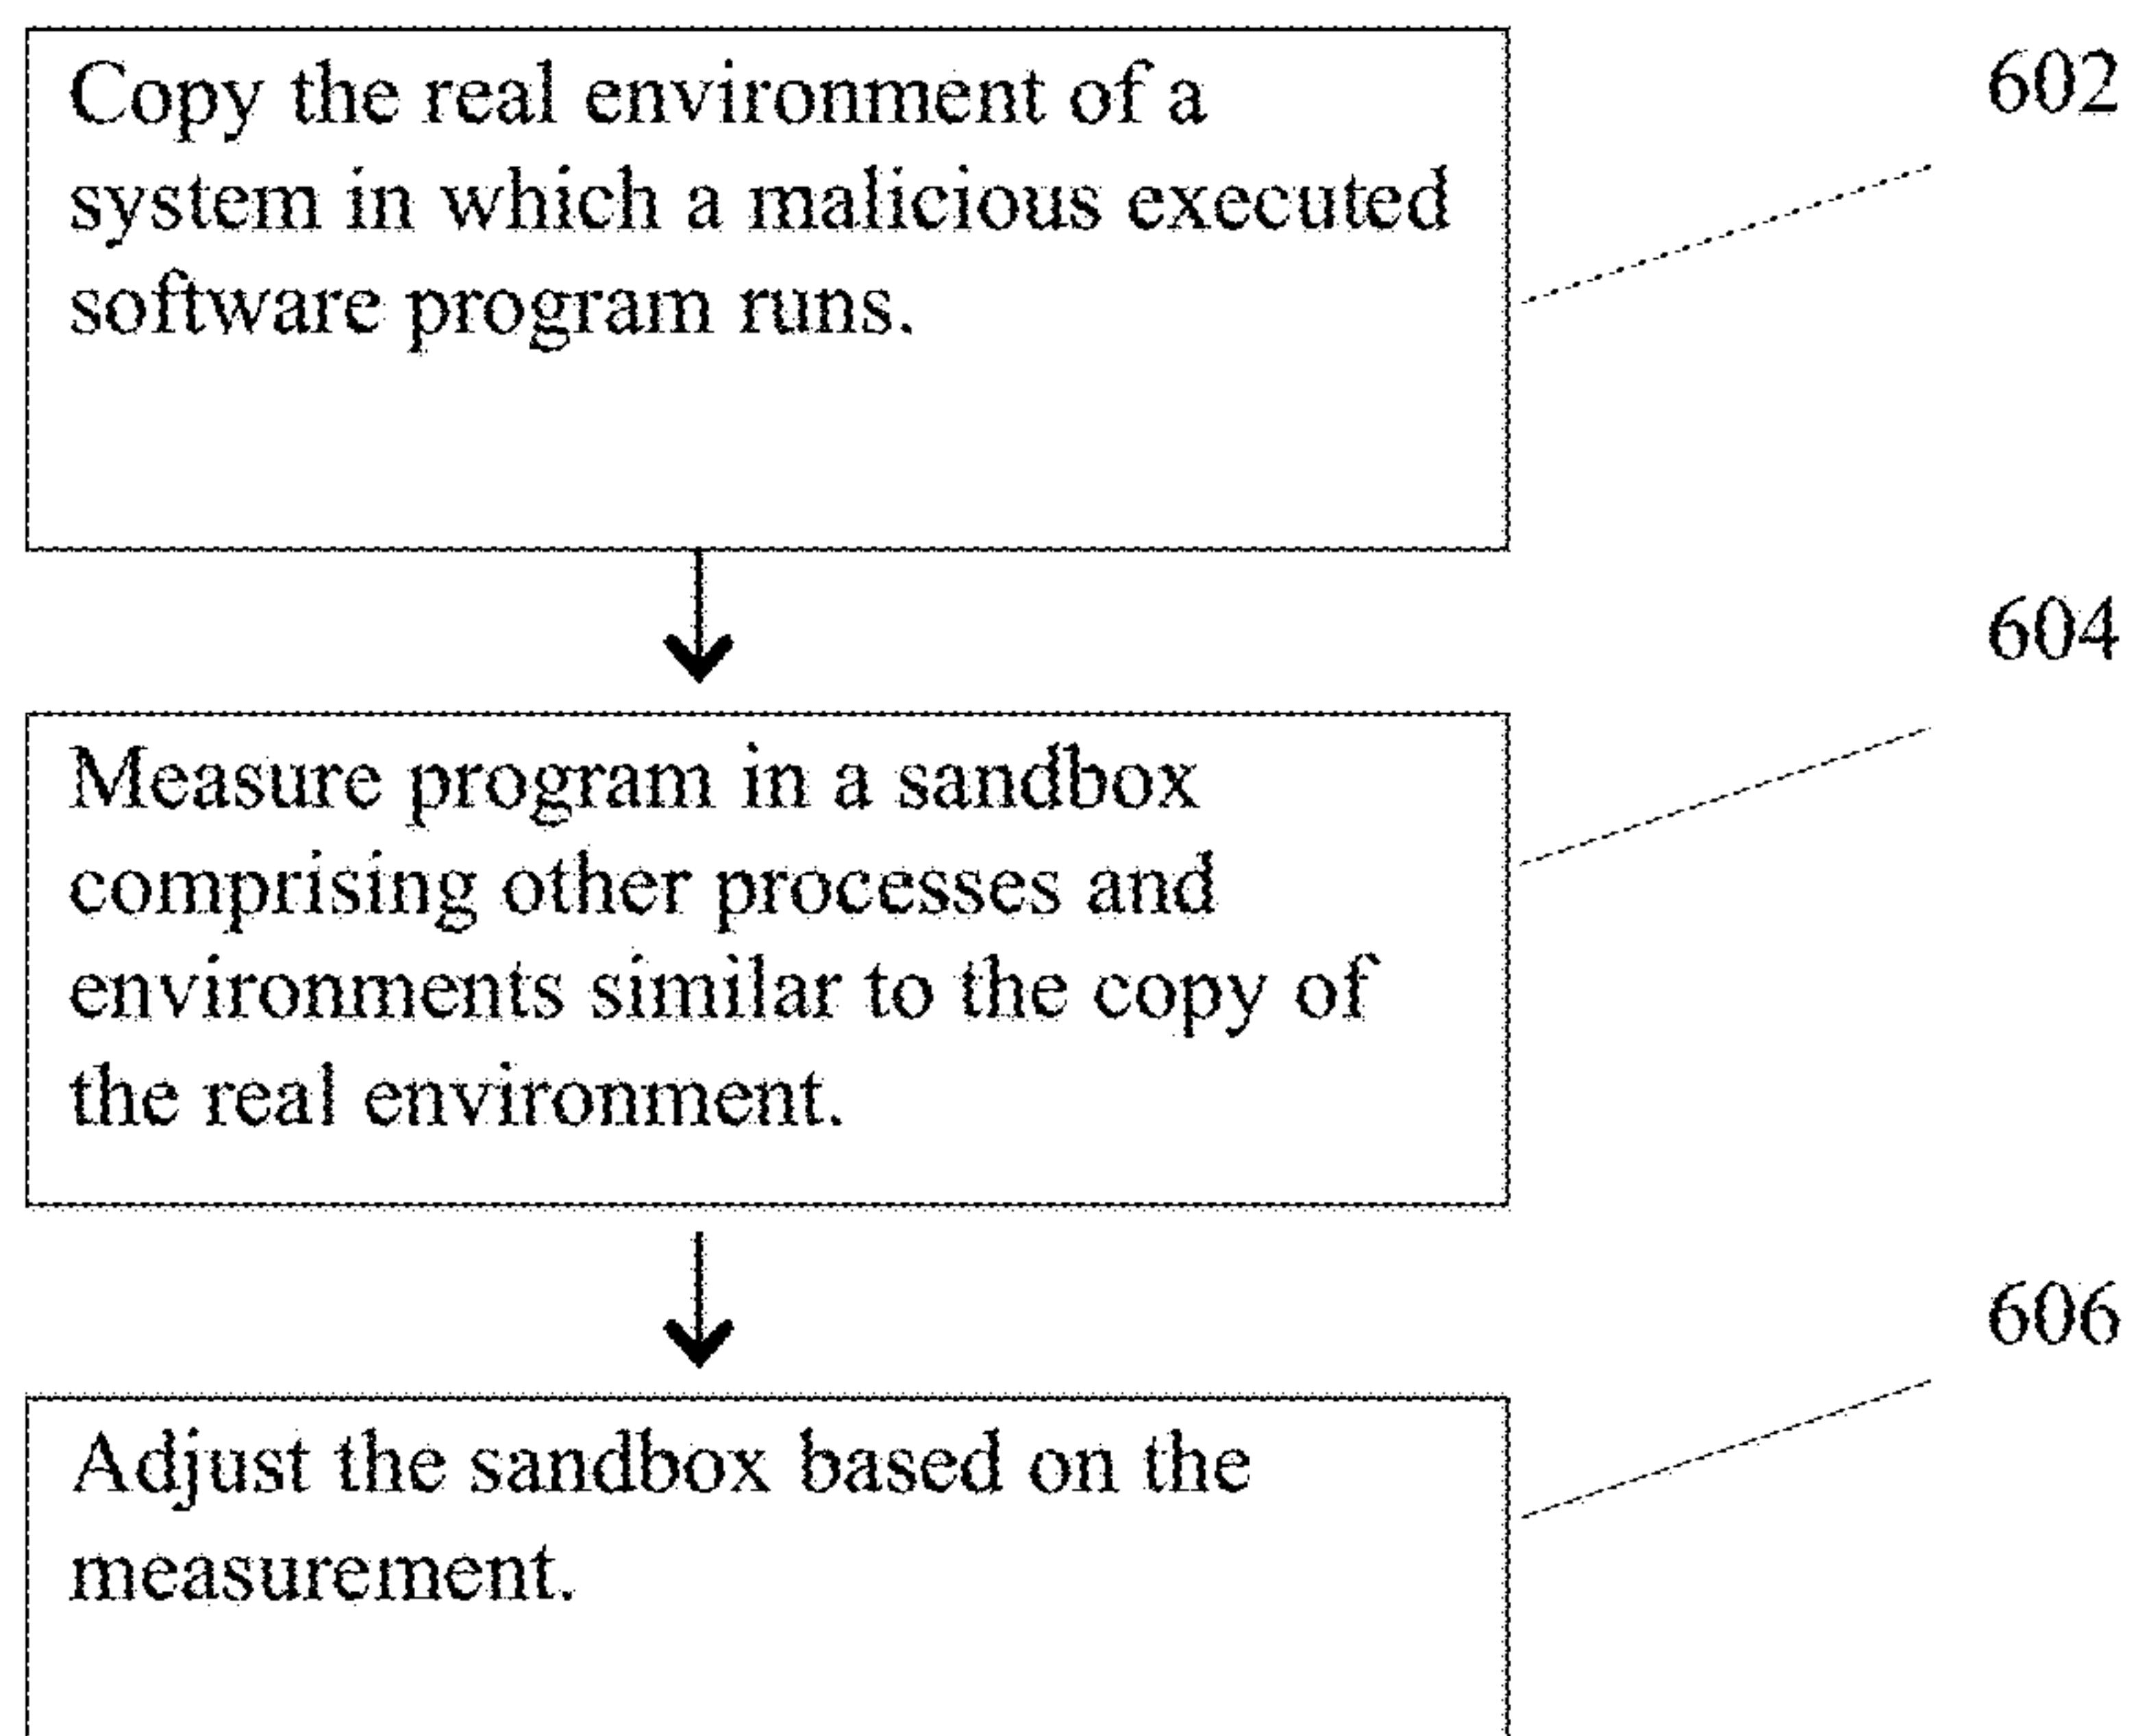 Copy the real environment of a
system in which a malicious executed
software program runs.
602
Measure program in a sandbox
comprising other processes and
environments similar to the copy of
the real environment.
604
Adjust the sandbox based on the
measurement.
606